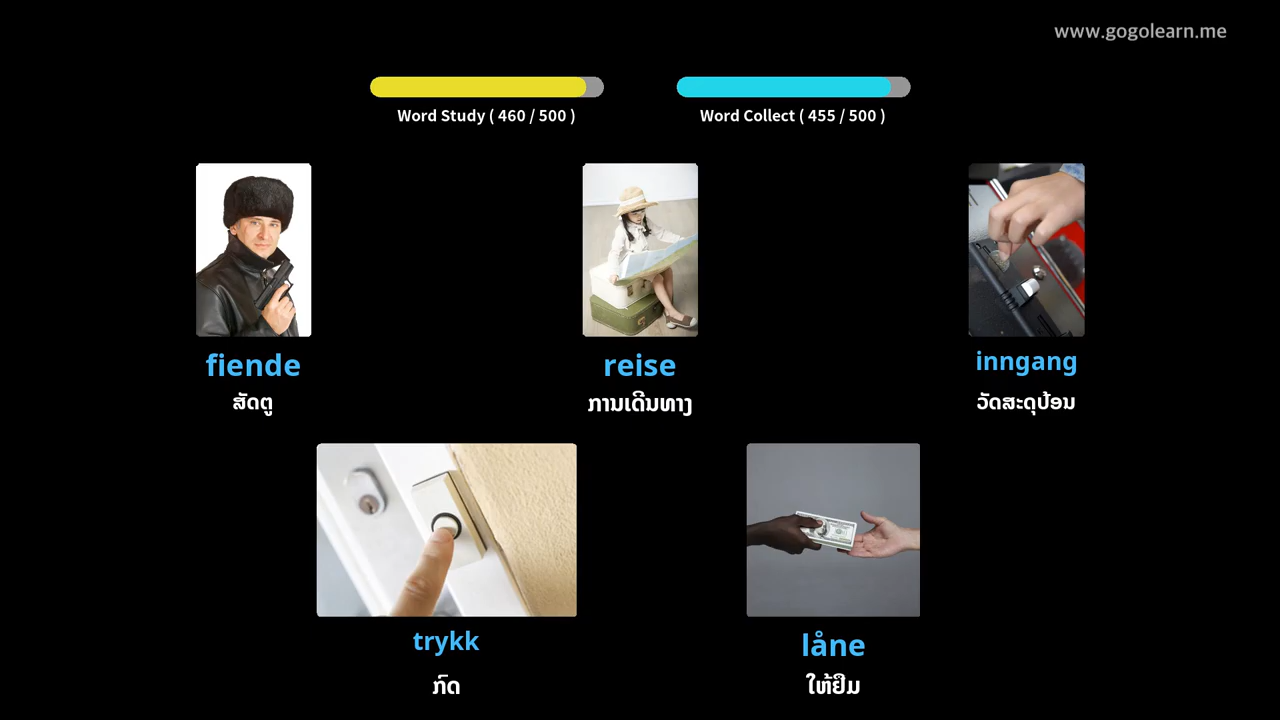 www.gogolearn.me
Word Study ( 460 / 500 )
Word Collect ( 455 / 500 )
fiende
ສັດຕູ
reise
ການເດີນທາງ
inngang
ວັດສະດຸປ້ອນ
trykk
ກົດ
låne
ໃຫ້ຢືມ